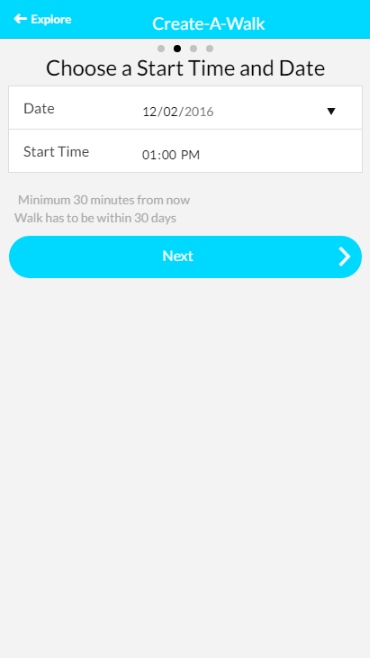 Explore
Create-A-Walk
Choose a Start Time and Date
Date 12/02/2016
Start Time 01:00 PM
Minimum 30 minutes from now
Walk has to be within 30 days
Next